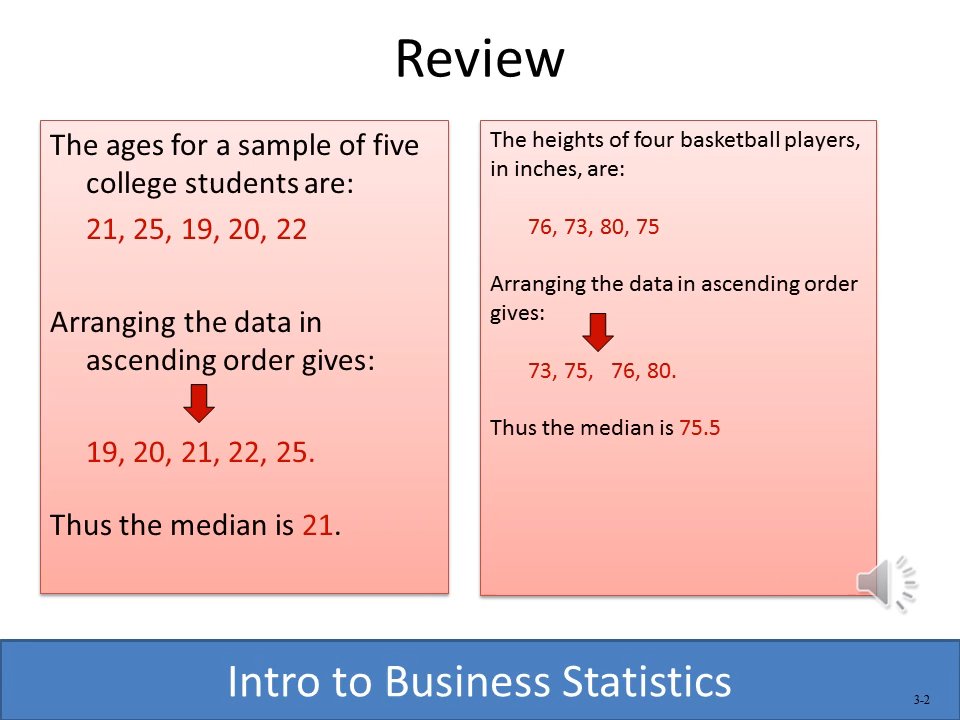 Review
The ages for a sample of five
college students are:
21, 25, 19, 20, 22
Arranging the data in
ascending order gives:
19, 20, 21, 22, 25.
Thus the median is 21.
The heights of four basketball players,
in inches, are:
76, 73, 80, 75
Arranging the data in ascending order
gives:
73, 75, 76, 80.
Thus the median is 75.5
Intro to Business Statistics
3-2